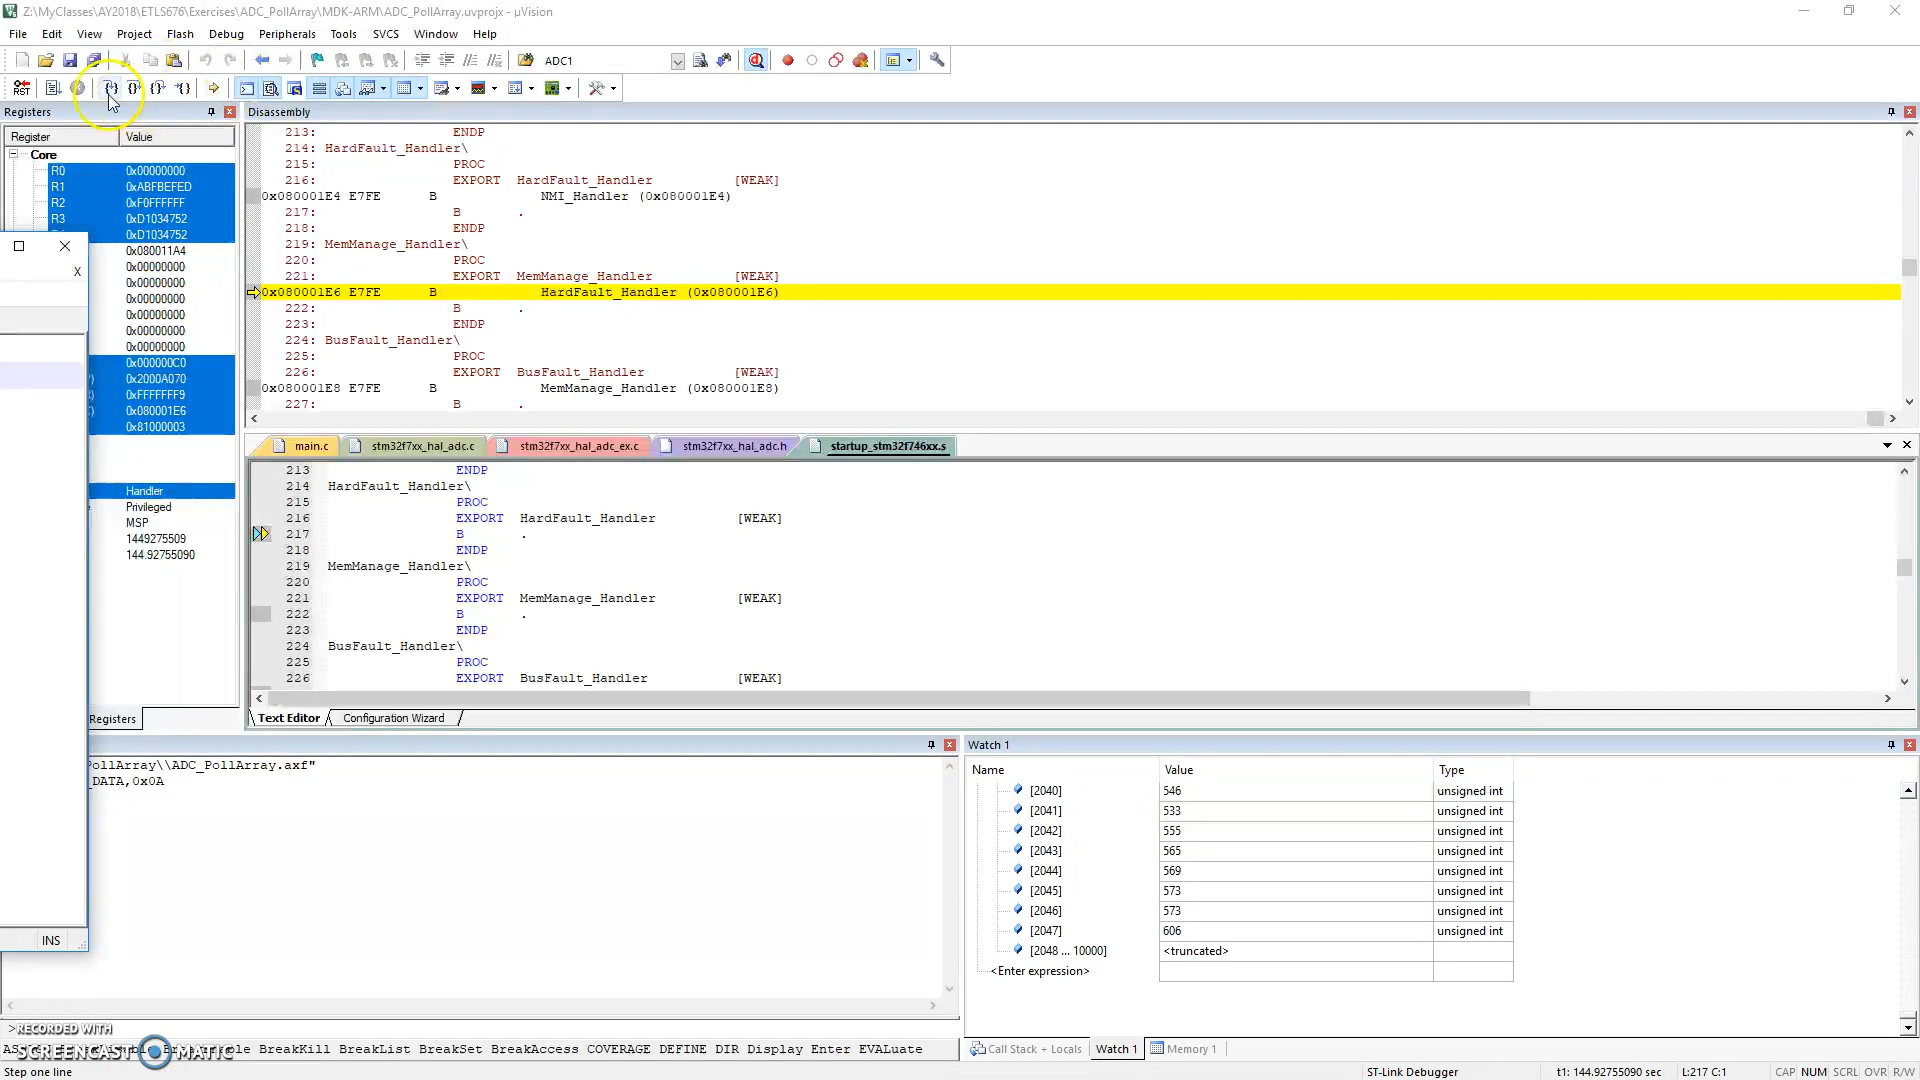 Z:\MyClasses\AY2018\ETLS676\Exercises\ADC_PollArray\MDK-ARM\ADC_PollArray.uvprojx - µVision
File Edit View Project Flash Debug Peripherals Tools SVCS Window Help
ADC1
RST
Registers
Register Value
Core
R0 0x00000000
R1 0xABFBEFED
R2 0xF0FFFFFF
R3 0xD1034752
0xD1034752
0x080011A4
0x00000000
0x00000000
0x00000000
0x00000000
0x00000000
0x00000000
0x000000C0
0x2000A070
0xFFFFFFF9
0x080001E6
0x81000003
Handler
Privileged
MSP
1449275509
144.92755090
X
INS
Registers
Disassembly
213: ENDP
214: HardFault_Handler\
215: PROC
216: EXPORT HardFault_Handler [WEAK]
0x080001E4 E7FE B NMI_Handler (0x080001E4)
217: B .
218: ENDP
219: MemManage_Handler\
220: PROC
221: EXPORT MemManage_Handler [WEAK]
0x080001E6 E7FE B HardFault_Handler (0x080001E6)
222: B .
223: ENDP
224: BusFault_Handler\
225: PROC
226: EXPORT BusFault_Handler [WEAK]
0x080001E8 E7FE B MemManage_Handler (0x080001E8)
227: B .
main.c stm32f7xx_hal_adc.c stm32f7xx_hal_adc_ex.c stm32f7xx_hal_adc.h startup_stm32f746xx.s
213 ENDP
214 HardFault_Handler\
215 PROC
216 EXPORT HardFault_Handler [WEAK]
217 B .
218 ENDP
219 MemManage_Handler\
220 PROC
221 EXPORT MemManage_Handler [WEAK]
222 B .
223 ENDP
224 BusFault_Handler\
225 PROC
226 EXPORT BusFault_Handler [WEAK]
Text Editor Configuration Wizard
PollArray\\ADC_PollArray.axf"
_DATA,0x0A
>
RECORDED WITH
SCREENCAST MATIC
BreakKill BreakList BreakSet BreakAccess COVERAGE DEFINE DIR Display Enter EVALuate
Watch 1
Name Value Type
[2040] 546 unsigned int
[2041] 533 unsigned int
[2042] 555 unsigned int
[2043] 565 unsigned int
[2044] 569 unsigned int
[2045] 573 unsigned int
[2046] 573 unsigned int
[2047] 606 unsigned int
[2048 ... 10000] <truncated>
<Enter expression>
Call Stack + Locals Watch 1 Memory 1
Step one line ST-Link Debugger t1: 144.92755090 sec L:217 C:1 CAP NUM SCRL OVR R/W